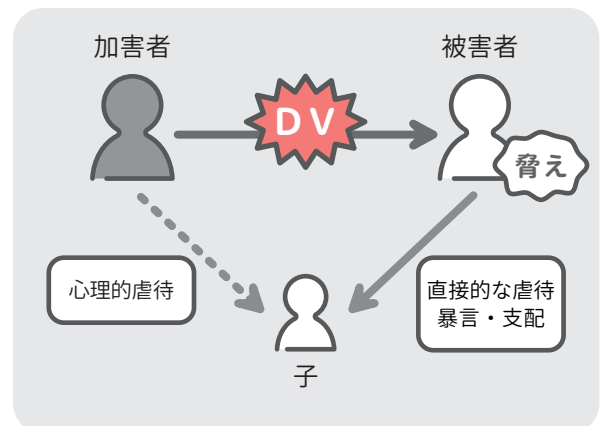 加害者
被害者
DV
脅え
心理的虐待
直接的な虐待
暴言・支配
子